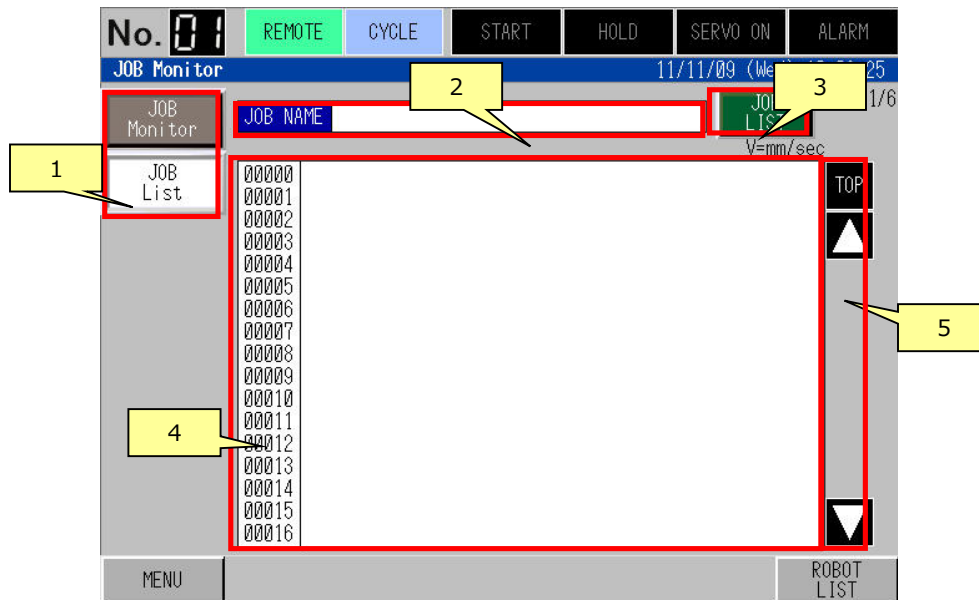 No. 01 REMOTE CYCLE START HOLD SERVO ON ALARM
JOB Monitor 11/11/09 25
2
3
1/6
JOB
Monitor
JOB NAME
LIST
V=mm/sec
1
JOB
List
TOP
00000
00001
00002
00003
00004
00005
00006
00007
00008
00009
00010
00011
00012
00013
00014
00015
00016
5
4
MENU
ROBOT
LIST